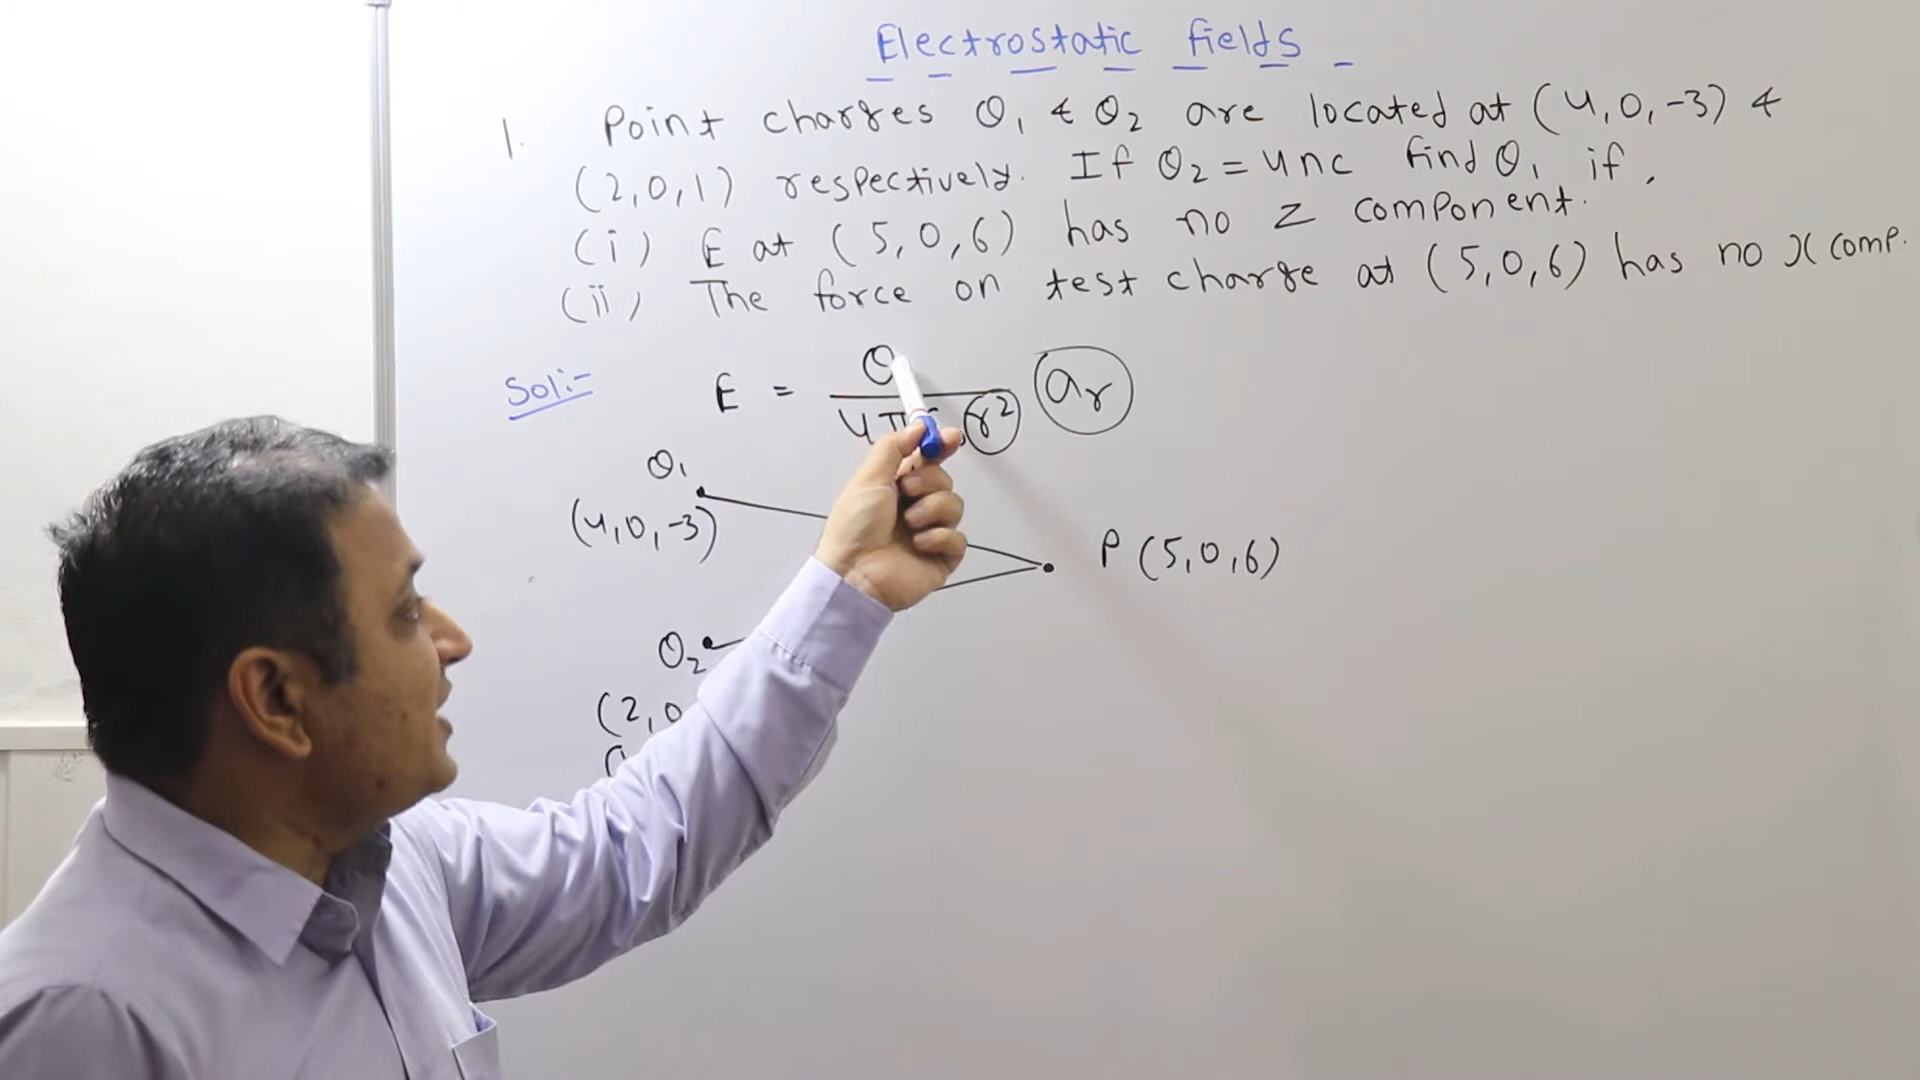 Electrostatic fields
1. Point charges Q₁ & Q₂ are located at (4,0,-3) &
(2,0,1) respectively. If Q₂ = 4nc find Q₁ if,
(i) E at (5,0,6) has no Z component.
(ii) The force on test charge at (5,0,6) has no x comp.
Sol:- E = Q / 4π r² aᵣ
Q₁
(4,0,-3)
P (5,0,6)
Q₂
(2,0